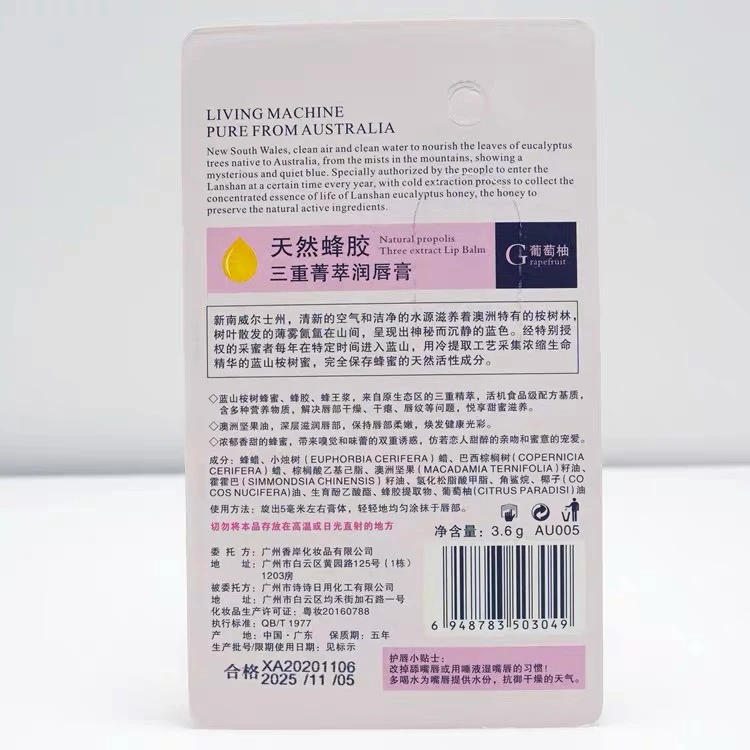 LIVING MACHINE
PURE FROM AUSTRALIA
New South Wales, clean air and clean water to nourish the leaves of eucalyptus
trees native to Australia, from the mists in the mountains, showing a
mysterious and quiet blue. Specially authorized by the people to enter the
Lanshan at a certain time every year, with cold extraction process to collect the
concentrated essence of life of Lanshan eucalyptus honey, the honey to
preserve the natural active ingredients.
天然蜂胶 Natural propolis
Three extract Lip Balm
三重菁萃润唇膏
G 葡萄柚
rapefruit
新南威尔士州，清新的空气和洁净的水源滋养着澳洲特有的桉树林，
树叶散发的薄雾氤氲在山间，呈现出神秘而沉静的蓝色。经特别授
权的采蜜者每年在特定时间进入蓝山，用冷提取工艺采集浓缩生命
精华的蓝山桉树蜜，完全保存蜂蜜的天然活性成分。
◇蓝山桉树蜂蜜、蜂胶、蜂王浆，来自原生态区的三重精萃，活机食品级配方基质，
含多种营养物质，解决唇部干燥、干瘪、唇纹等问题，悦享甜蜜滋养。
◇澳洲坚果油，深层滋润唇部，保持唇部柔嫩，焕发健康光彩。
◇浓郁香甜的蜂蜜，带来嗅觉和味蕾的双重诱惑，仿若恋人甜醉的亲吻和蜜意的宠爱。
成分：蜂蜡、小烛树(EUPHORBIA CERIFERA)蜡、巴西棕榈树(COPERNICIA
CERIFERA)蜡、棕榈酸乙基己酯、澳洲坚果(MACADAMIA TERNIFOLIA)籽油、
霍霍巴(SIMMONDSIA CHINENSIS)籽油、氢化松脂酸甲酯、角鲨烷、椰子(CO
COS NUCIFERA)油、生育酚乙酸酯、蜂胶提取物、葡萄柚(CITRUS PARADISI)油
使用方法：旋出5毫米左右膏体，轻轻地均匀涂抹于唇部。
切勿将本品存放在高温或日光直射的地方
净含量：3.6g AU005
委 托 方：广州香岸化妆品有限公司
地 址：广州市白云区黄园路125号(1栋)
1203房
被委托方：广州市诗诗日用化工有限公司
地 址：广州市白云区均禾街加石路一号
化妆品生产许可证：粤妆20160788
执行标准：QB/T 1977
产 地：中国·广东 保质期：五年
生产批号/限期使用日期：见标示
合格 XA20201106
2025/11/05
6 948783 503049
护唇小贴士：
改掉舔嘴唇或用唾液湿嘴唇的习惯！
多喝水为嘴唇提供水份，抗御干燥的天气。